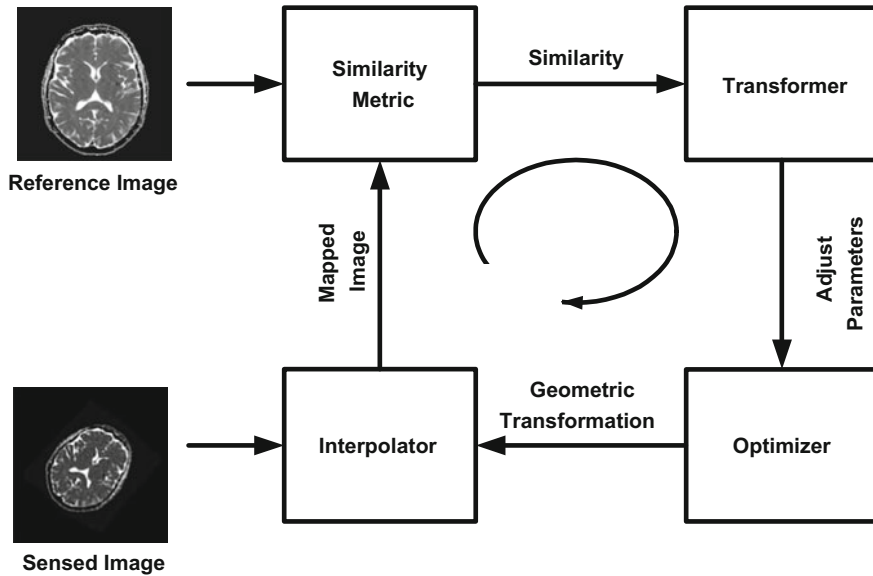 Reference Image
Similarity
Metric
Similarity
Transformer
Mapped
Image
Adjust
Parameters
Sensed Image
Interpolator
Geometric
Transformation
Optimizer